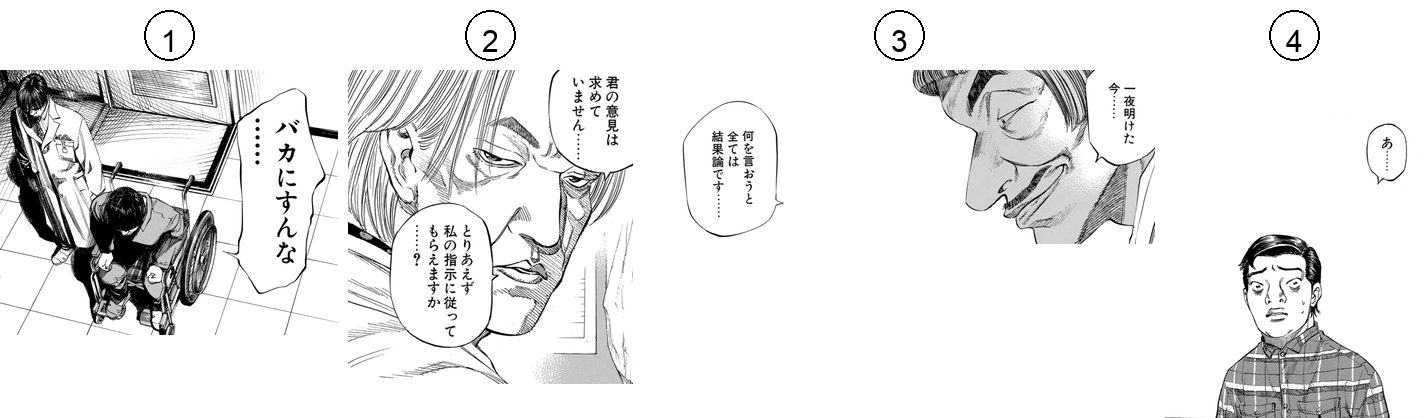 1
バカにすんな
……
2
君の意見は
求めて
いません……
とりあえず
私の指示に従って
もらえますか
……?
3
一夜明けた
今……
何を言おうと
全ては
結果論です……
4
あ……